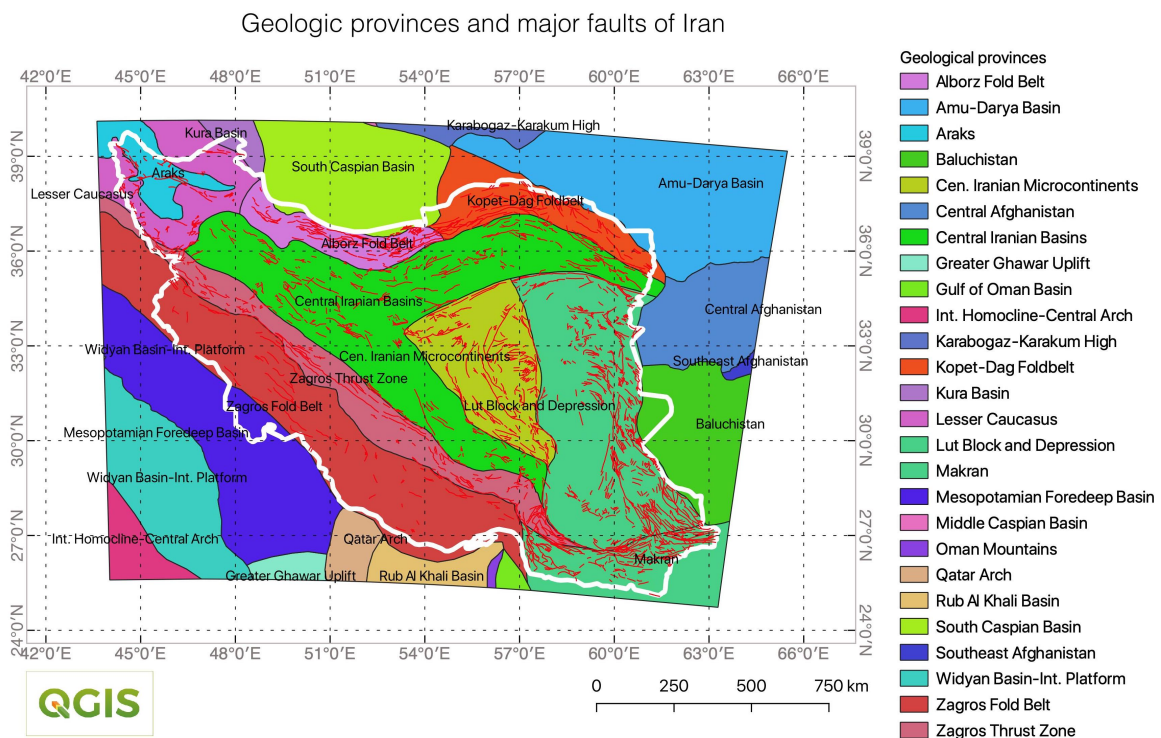 Geologic provinces and major faults of Iran
42°0′E 45°0′E 48°0′E 51°0′E 54°0′E 57°0′E 60°0′E 63°0′E 66°0′E
39°0′N
36°0′N
33°0′N
30°0′N
27°0′N
24°0′N
39°0′N
36°0′N
33°0′N
30°0′N
27°0′N
24°0′N
Karabogaz-Karakum High
Kura Basin
South Caspian Basin
Araks
Amu-Darya Basin
Lesser Caucasus
Kopet-Dag Foldbelt
Alborz Fold Belt
Central Iranian Basins
Central Afghanistan
Widyan Basin-Int. Platform
Cen. Iranian Microcontinents
Southeast Afghanistan
Zagros Thrust Zone
Zagros Fold Belt
Lut Block and Depression
Baluchistan
Mesopotamian Foredeep Basin
Widyan Basin-Int. Platform
Int. Homocline-Central Arch
Qatar Arch
Makran
Greater Ghawar Uplift
Rub Al Khali Basin
42°0′E 45°0′E 48°0′E 51°0′E 54°0′E 57°0′E 60°0′E 63°0′E 66°0′E
QGIS
0 250 500 750 km
Geological provinces
Alborz Fold Belt
Amu-Darya Basin
Araks
Baluchistan
Cen. Iranian Microcontinents
Central Afghanistan
Central Iranian Basins
Greater Ghawar Uplift
Gulf of Oman Basin
Int. Homocline-Central Arch
Karabogaz-Karakum High
Kopet-Dag Foldbelt
Kura Basin
Lesser Caucasus
Lut Block and Depression
Makran
Mesopotamian Foredeep Basin
Middle Caspian Basin
Oman Mountains
Qatar Arch
Rub Al Khali Basin
South Caspian Basin
Southeast Afghanistan
Widyan Basin-Int. Platform
Zagros Fold Belt
Zagros Thrust Zone